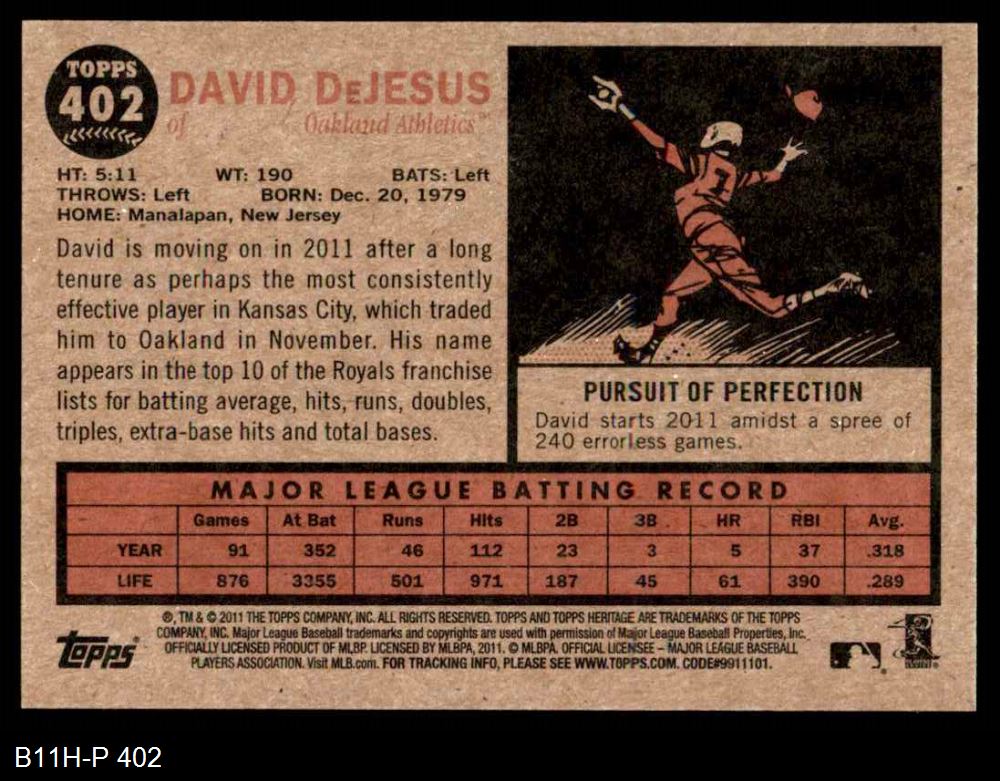 TOPPS
402
DAVID DeJESUS
of Oakland Athletics™
HT: 5:11 WT: 190 BATS: Left
THROWS: Left BORN: Dec. 20, 1979
HOME: Manalapan, New Jersey
David is moving on in 2011 after a long
tenure as perhaps the most consistently
effective player in Kansas City, which traded
him to Oakland in November. His name
appears in the top 10 of the Royals franchise
lists for batting average, hits, runs, doubles,
triples, extra-base hits and total bases.
1
PURSUIT OF PERFECTION
David starts 2011 amidst a spree of
240 errorless games.
MAJOR LEAGUE BATTING RECORD
Games At Bat Runs Hits 2B 3B HR RBI Avg.
YEAR 91 352 46 112 23 3 5 37 .318
LIFE 876 3355 501 971 187 45 61 390 .289
®, TM & © 2011 THE TOPPS COMPANY, INC. ALL RIGHTS RESERVED. TOPPS AND TOPPS HERITAGE ARE TRADEMARKS OF THE TOPPS
COMPANY, INC. Major League Baseball trademarks and copyrights are used with permission of Major League Baseball Properties, Inc.
OFFICIALLY LICENSED PRODUCT OF MLBP. LICENSED BY MLBPA, 2011. © MLBPA. OFFICIAL LICENSEE – MAJOR LEAGUE BASEBALL
PLAYERS ASSOCIATION. Visit MLB.com. FOR TRACKING INFO, PLEASE SEE WWW.TOPPS.COM. CODE#9911101.
Topps®
B11H-P 402